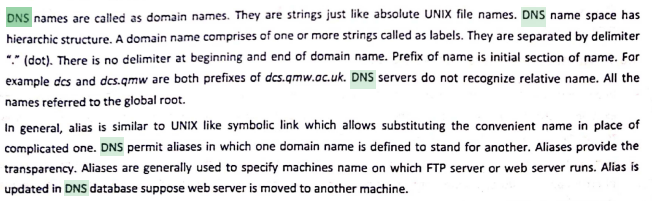 DNS names are called as domain names. They are strings just like absolute UNIX file names. DNS name space has
hierarchic structure. A domain name comprises of one or more strings called as labels. They are separated by delimiter
"." (dot). There is no delimiter at beginning and end of domain name. Prefix of name is initial section of name. For
example dcs and dcs.qmw are both prefixes of dcs.qmw.ac.uk. DNS servers do not recognize relative name. All the
names referred to the global root.
In general, alias is similar to UNIX like symbolic link which allows substituting the convenient name in place of
complicated one. DNS permit aliases in which one domain name is defined to stand for another. Aliases provide the
transparency. Aliases are generally used to specify machines name on which FTP server or web server runs. Alias is
updated in DNS database suppose web server is moved to another machine.